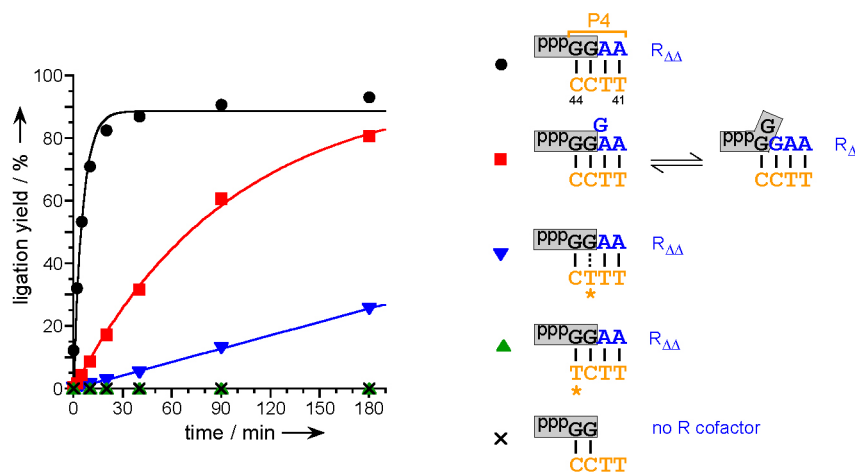 100
80
60
40
20
0
ligation yield / %
0 30 60 90 120 150 180
time / min
P4
pppGGAA
CCTT
44 41
RΔΔ
G
pppGGAA
CCTT
G
pppGGAA
CCTT
RΔ
pppGGAA
CTTT
*
RΔΔ
pppGGAA
TCTT
*
RΔΔ
pppGG
CCTT
no R cofactor